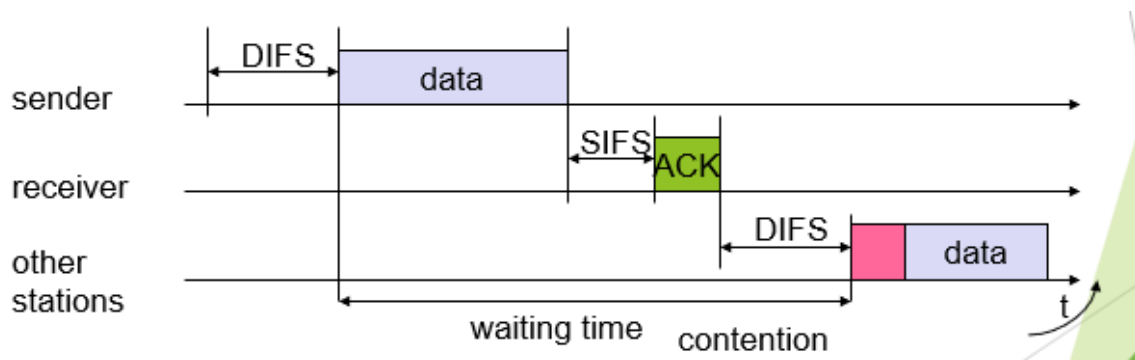 DIFS
data
sender
SIFS
ACK
receiver
DIFS
data
other
stations
t
waiting time
contention